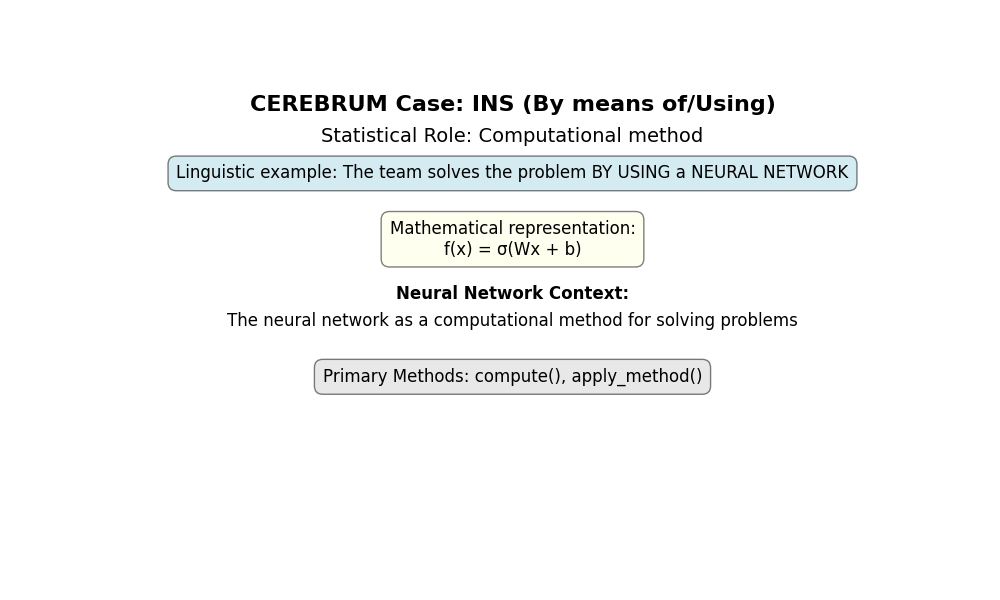 CEREBRUM Case: INS (By means of/Using)
Statistical Role: Computational method
Linguistic example: The team solves the problem BY USING a NEURAL NETWORK
Mathematical representation:
f(x) = σ(Wx + b)
Neural Network Context:
The neural network as a computational method for solving problems
Primary Methods: compute(), apply_method()